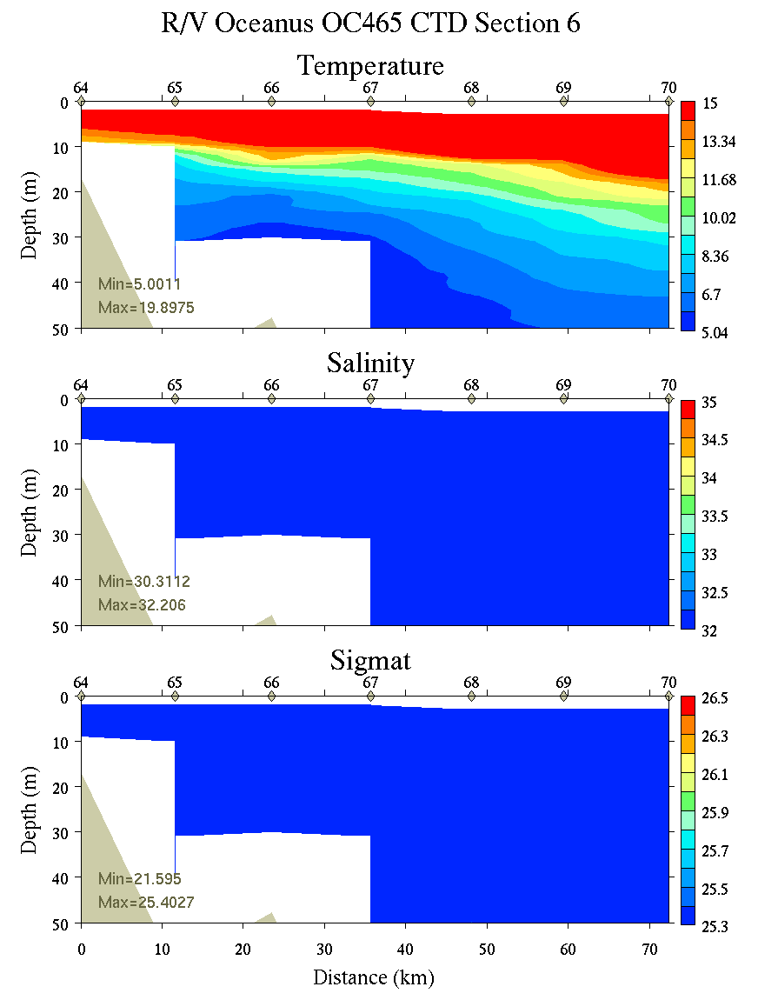 R/V Oceanus OC465 CTD Section 6
Temperature
64 65 66 67 68 69 70
0
10
20
30
40
50
Depth (m)
Min=5.0011
Max=19.8975
15
13.34
11.68
10.02
8.36
6.7
5.04
Salinity
64 65 66 67 68 69 70
0
10
20
30
40
50
Depth (m)
Min=30.3112
Max=32.206
35
34.5
34
33.5
33
32.5
32
Sigmat
64 65 66 67 68 69 70
0
10
20
30
40
50
Depth (m)
Min=21.595
Max=25.4027
26.5
26.3
26.1
25.9
25.7
25.5
25.3
0 10 20 30 40 50 60 70
Distance (km)